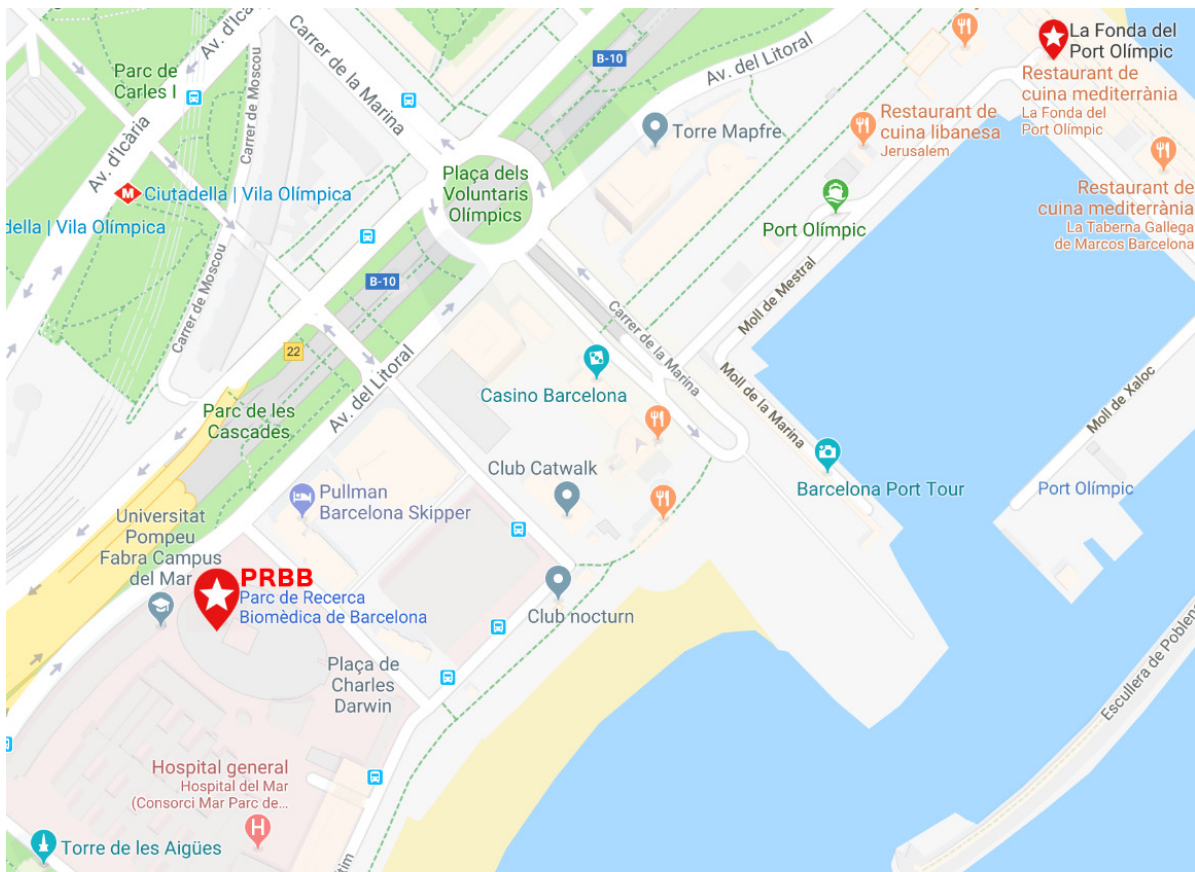 Av. d'Icària
Carrer de Moscou
Carrer de la Marina
B-10
Av. del Litoral
La Fonda del
Port Olímpic
Restaurant de
cuina mediterrània
La Fonda del
Port Olímpic
Parc de
Carles I
Av. d'Icària
Torre Mapfre
Restaurant de
cuina libanesa
Jerusalem
M
Ciutadella | Vila Olímpica
della | Vila Olímpica
Plaça dels
Voluntaris
Olímpics
Port Olímpic
Restaurant de
cuina mediterrània
La Taberna Gallega
de Marcos Barcelona
Carrer de Moscou
B-10
Moll de Mestral
Carrer de la Marina
22
Av. del Litoral
Casino Barcelona
Parc de les
Cascades
Moll de la Marina
Moll de Xaloc
Club Catwalk
Barcelona Port Tour
Port Olímpic
Pullman
Barcelona Skipper
Universitat
Pompeu
Fabra Campus
del Mar
PRBB
Parc de Recerca
Biomèdica de Barcelona
Club nocturn
Plaça de
Charles
Darwin
Escullera de Poblen
Hospital general
Hospital del Mar
(Consorci Mar Parc de...
H
Torre de les Aigües
tim